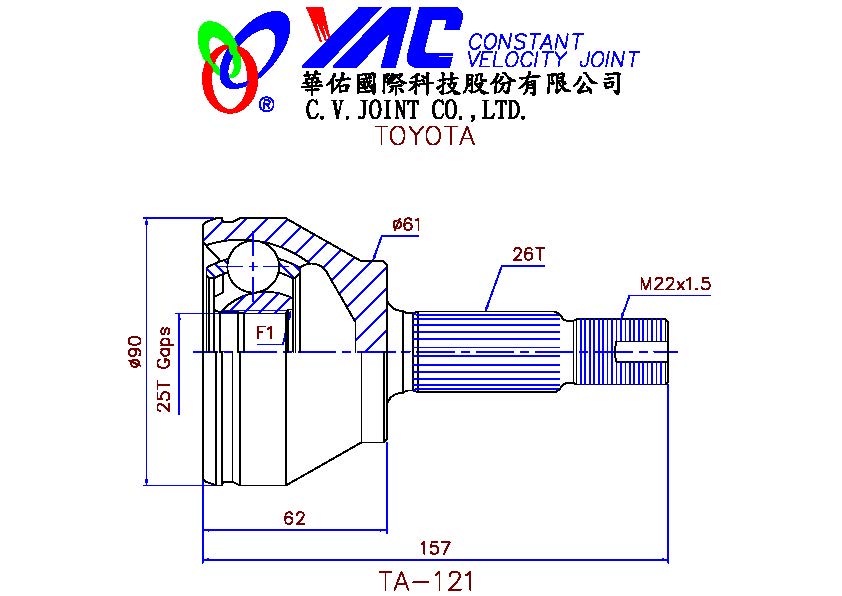 YAC CONSTANT
VELOCITY JOINT
®
華佑國際科技股份有限公司
C.V.JOINT CO.,LTD.
TOYOTA
ø61
26T
M22x1.5
F1
ø90
25T Gaps
62
157
TA-121